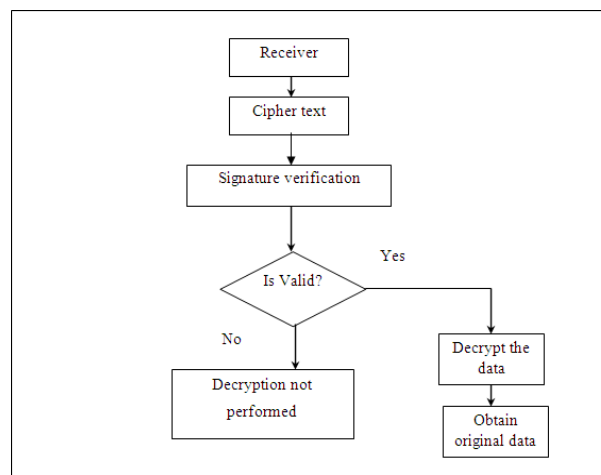 Receiver
Cipher text
Signature verification
Is Valid?
Yes
No
Decryption not
performed
Decrypt the
data
Obtain
original data